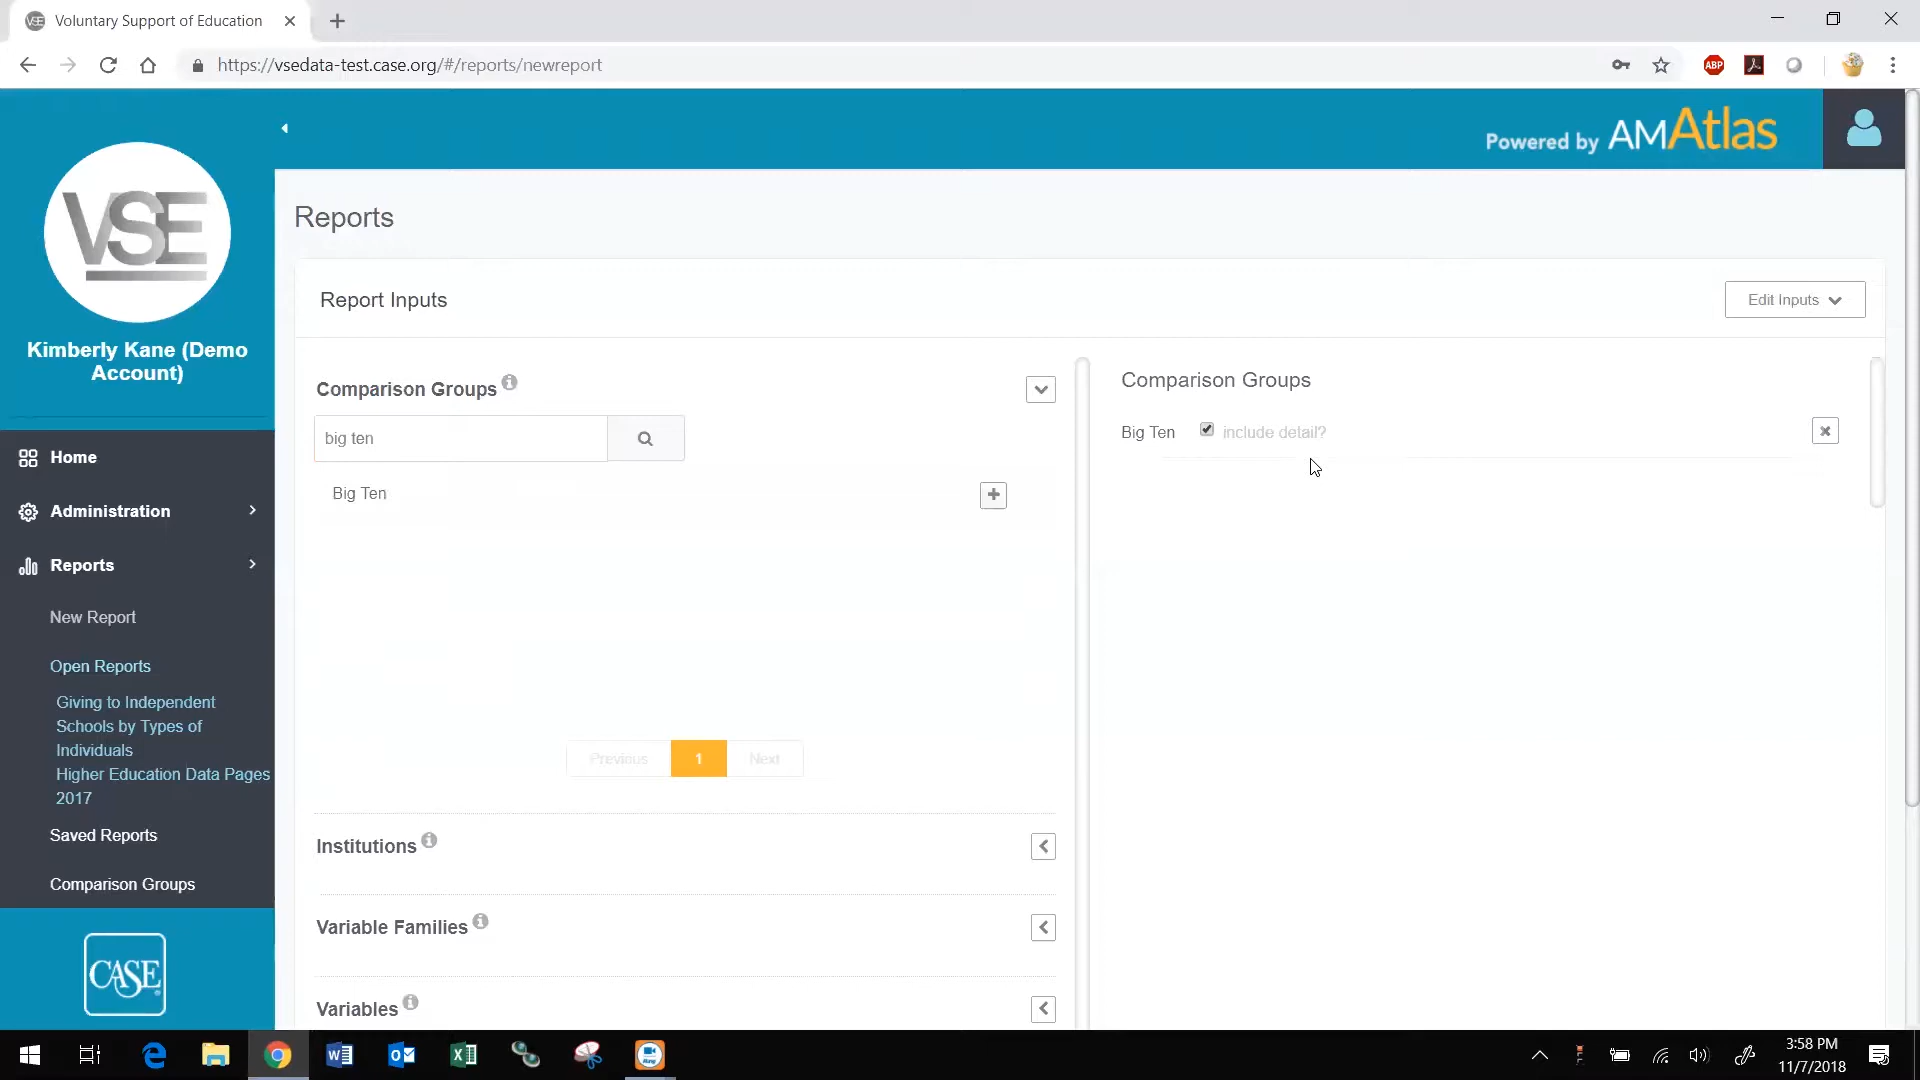 Voluntary Support of Education
https://vsedata-test.case.org/#/reports/newreport
ABP
Powered by AMAtlas
VSE
Kimberly Kane (Demo
Account)
Home
Administration
Reports
New Report
Open Reports
Giving to Independent
Schools by Types of
Individuals
Higher Education Data Pages
2017
Saved Reports
Comparison Groups
CASE
Reports
Report Inputs
Edit Inputs
Comparison Groups
big ten
Big Ten
Previous 1 Next
Institutions
Variable Families
Variables
Comparison Groups
Big Ten include detail?
3:58 PM
11/7/2018